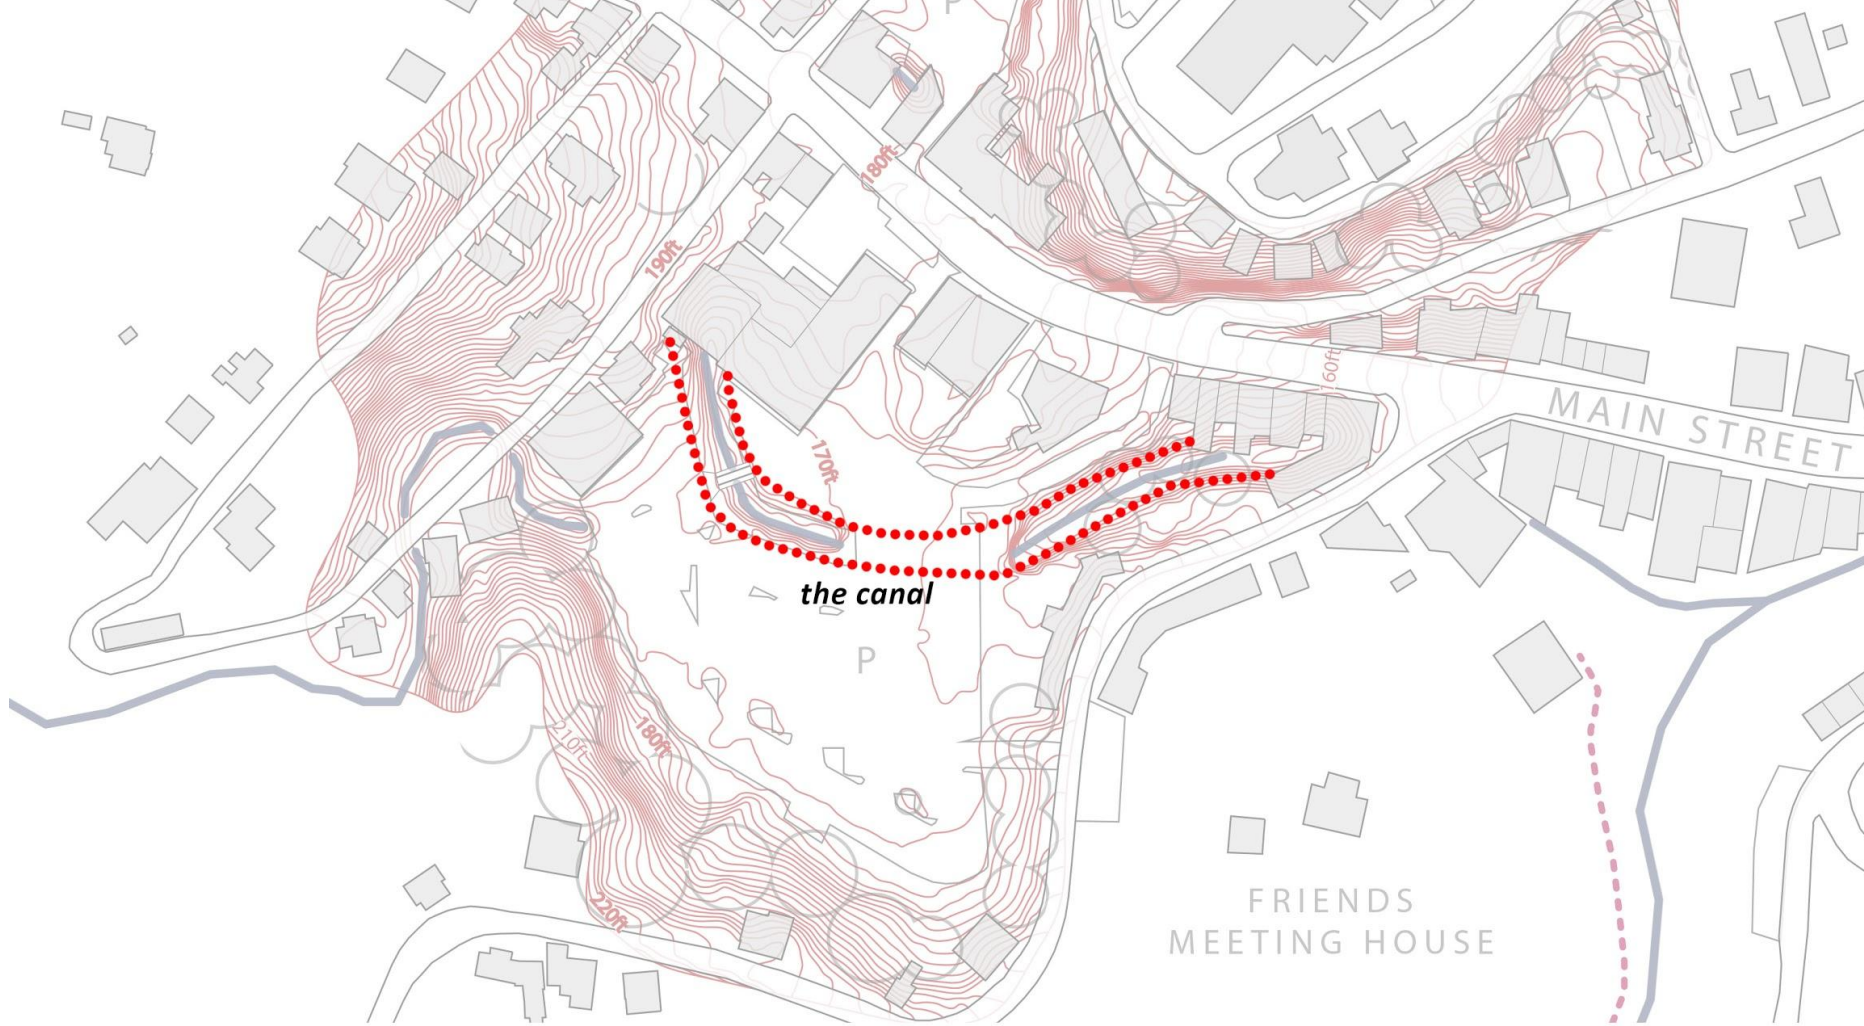 P
180ft
190ft
160ft
MAIN STREET
170ft
the canal
P
210ft
180ft
220ft
FRIENDS
MEETING HOUSE